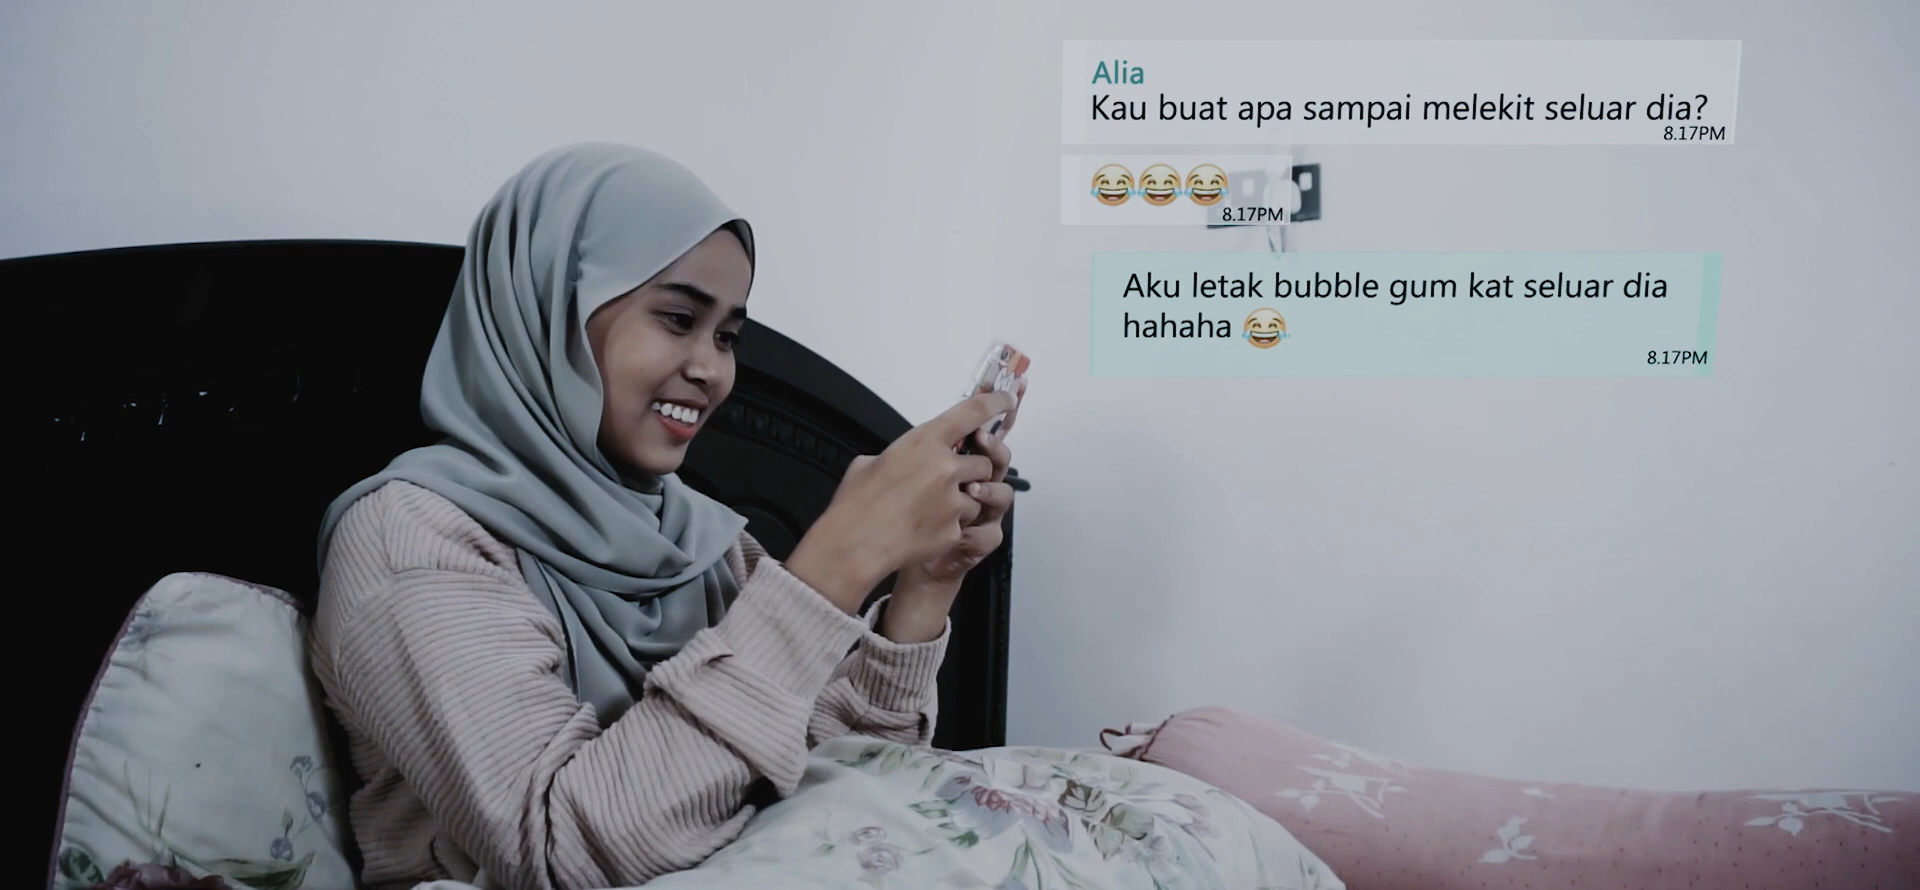 Alia
Kau buat apa sampai melekit seluar dia?
8.17PM
😂😂😂
8.17PM
Aku letak bubble gum kat seluar dia
hahaha 😂
8.17PM